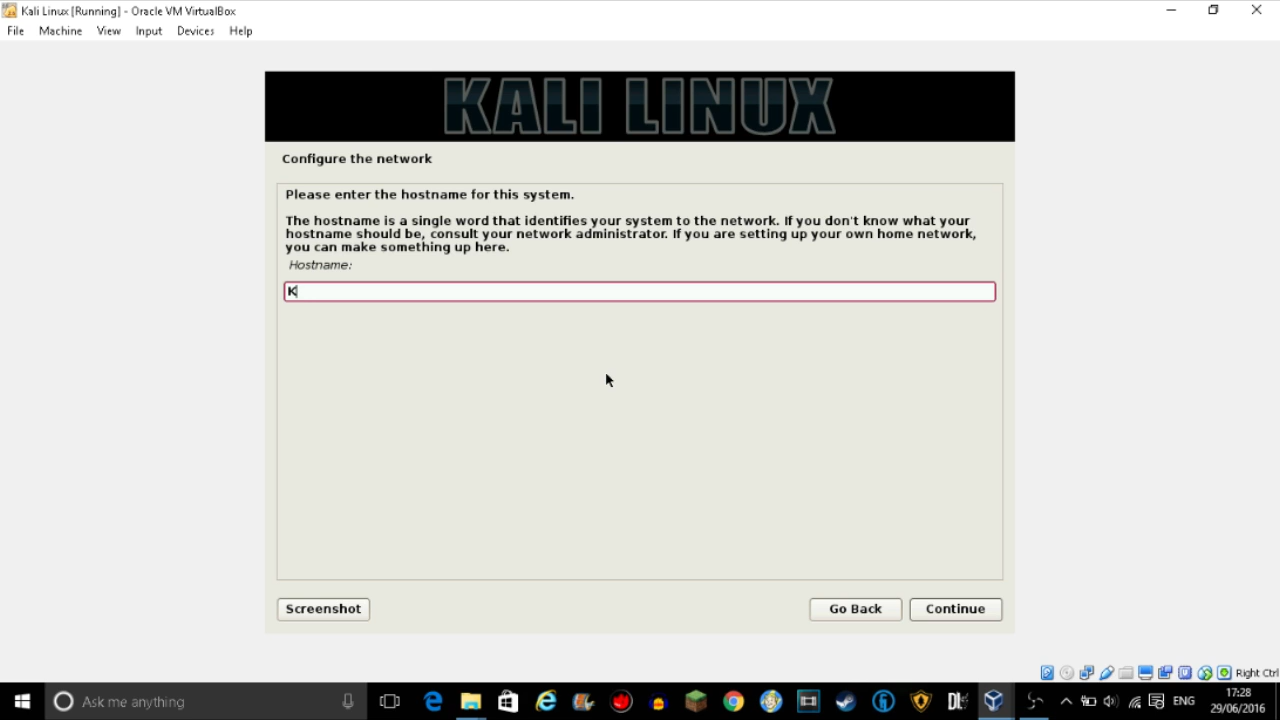 Kali Linux [Running] - Oracle VM VirtualBox
File Machine View Input Devices Help
KALI LINUX
Configure the network
Please enter the hostname for this system.
The hostname is a single word that identifies your system to the network. If you don't know what your
hostname should be, consult your network administrator. If you are setting up your own home network,
you can make something up here.
Hostname:
K
Screenshot
Go Back
Continue
Right Ctrl
Ask me anything
ENG
17:28
29/06/2016